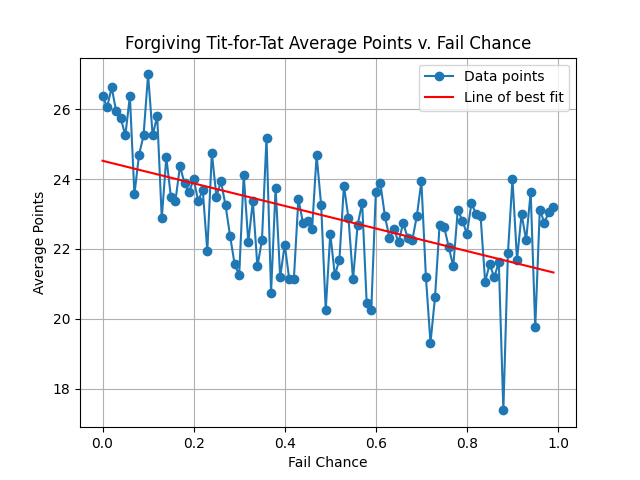 Forgiving Tit-for-Tat Average Points v. Fail Chance
Data points
Line of best fit
26
24
22
20
18
Average Points
0.0 0.2 0.4 0.6 0.8 1.0
Fail Chance